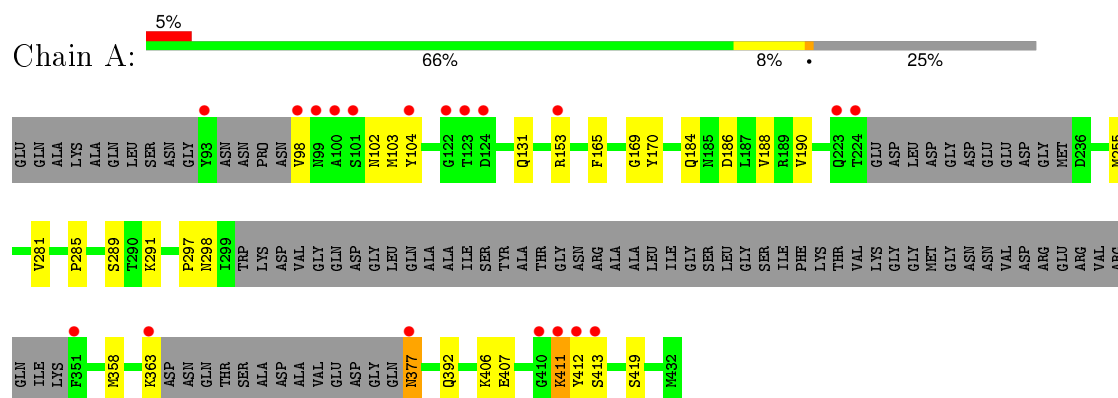 5%
Chain A:
66% 8% • 25%
GLU GLN ALA LYS ALA GLN LEU SER ASN GLY Y93 ASN ASN PRO ASN V98 N99 A100 S101 N102 M103 Y104 G122 T123 D124 Q131 R153 F165 G169 Y170 Q184 N185 D186 L187 V188 R189 V190 Q223 T224 GLU ASP LEU ASP GLY ASP GLU GLU ASP GLY MET D236 M255
V281 P285 S289 T290 K291 P297 N298 I299 TRP LYS ASP VAL GLY GLN ASP GLY LEU GLN ALA ALA ILE SER TYR ALA THR GLY ASN ARG ALA ALA LEU ILE GLY SER LEU GLY SER ILE PHE LYS THR VAL LYS GLY GLY MET GLY ASN ASN VAL ASP ARG GLU ARG VAL ARG
GLN ILE LYS F351 M358 K363 ASP ASN GLN THR SER ALA ASP ALA VAL GLU ASP GLY GLN N377 Q392 K406 E407 G410 K411 Y412 S413 S419 M432